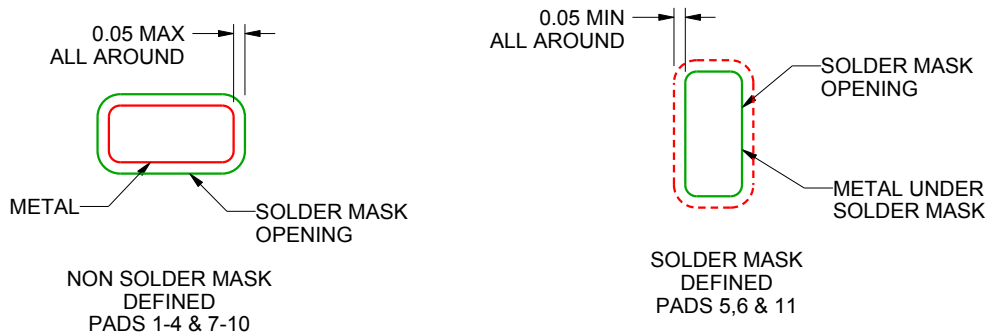 0.05 MAX
ALL AROUND
METAL
SOLDER MASK
OPENING
NON SOLDER MASK
DEFINED
PADS 1-4 & 7-10
0.05 MIN
ALL AROUND
SOLDER MASK
OPENING
METAL UNDER
SOLDER MASK
SOLDER MASK
DEFINED
PADS 5,6 & 11